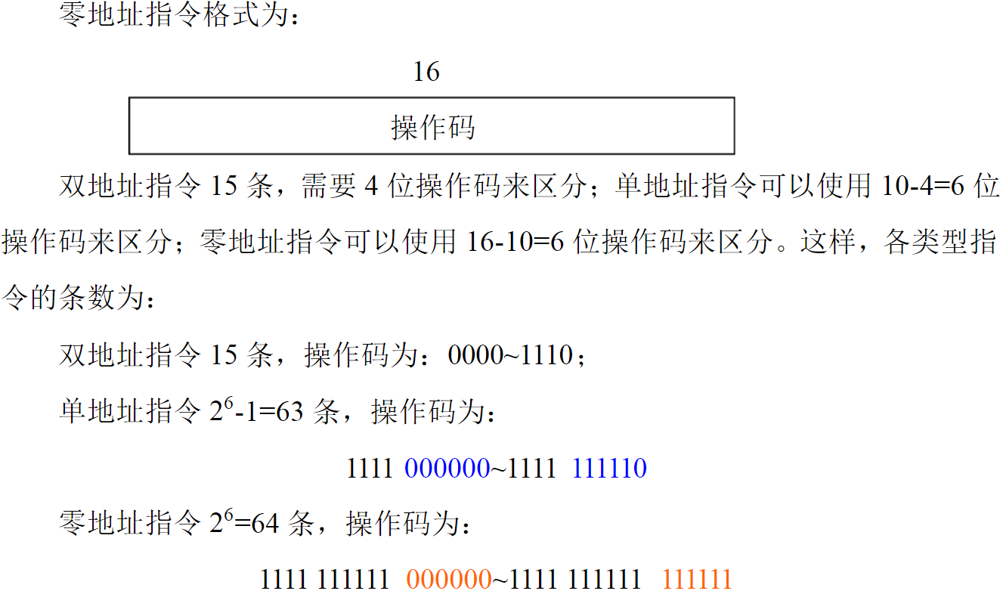 零地址指令格式为：
16
操作码
双地址指令 15 条，需要 4 位操作码来区分；单地址指令可以使用 10-4=6 位
操作码来区分；零地址指令可以使用 16-10=6 位操作码来区分。这样，各类型指
令的条数为：
双地址指令 15 条，操作码为：0000~1110；
单地址指令 2⁶-1=63 条，操作码为：
1111 000000~1111 111110
零地址指令 2⁶=64 条，操作码为：
1111 111111 000000~1111 111111 111111